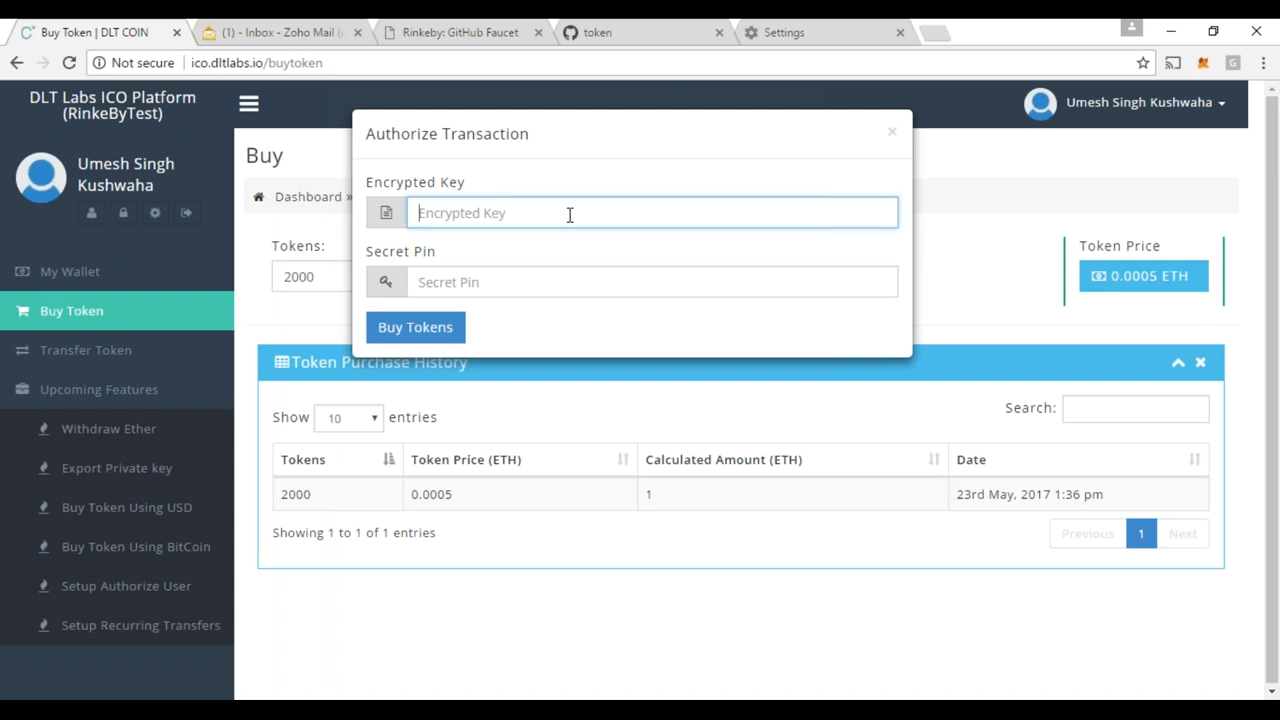 Buy Token | DLT COIN
(1) - Inbox - Zoho Mail (
Rinkeby: GitHub Faucet
token
Settings
Not secure
ico.dltlabs.io/buytoken
DLT Labs ICO Platform
(RinkeByTest)
Umesh Singh Kushwaha
Umesh Singh
Kushwaha
My Wallet
Buy Token
Transfer Token
Upcoming Features
Withdraw Ether
Export Private key
Buy Token Using USD
Buy Token Using BitCoin
Setup Authorize User
Setup Recurring Transfers
Buy
Dashboard »
Tokens:
2000
Authorize Transaction
×
Encrypted Key
Encrypted Key
Secret Pin
Secret Pin
Buy Tokens
Token Price
0.0005 ETH
Token Purchase History
Show 10 entries
Search:
Tokens Token Price (ETH) Calculated Amount (ETH) Date
2000 0.0005 1 23rd May, 2017 1:36 pm
Showing 1 to 1 of 1 entries
Previous 1 Next